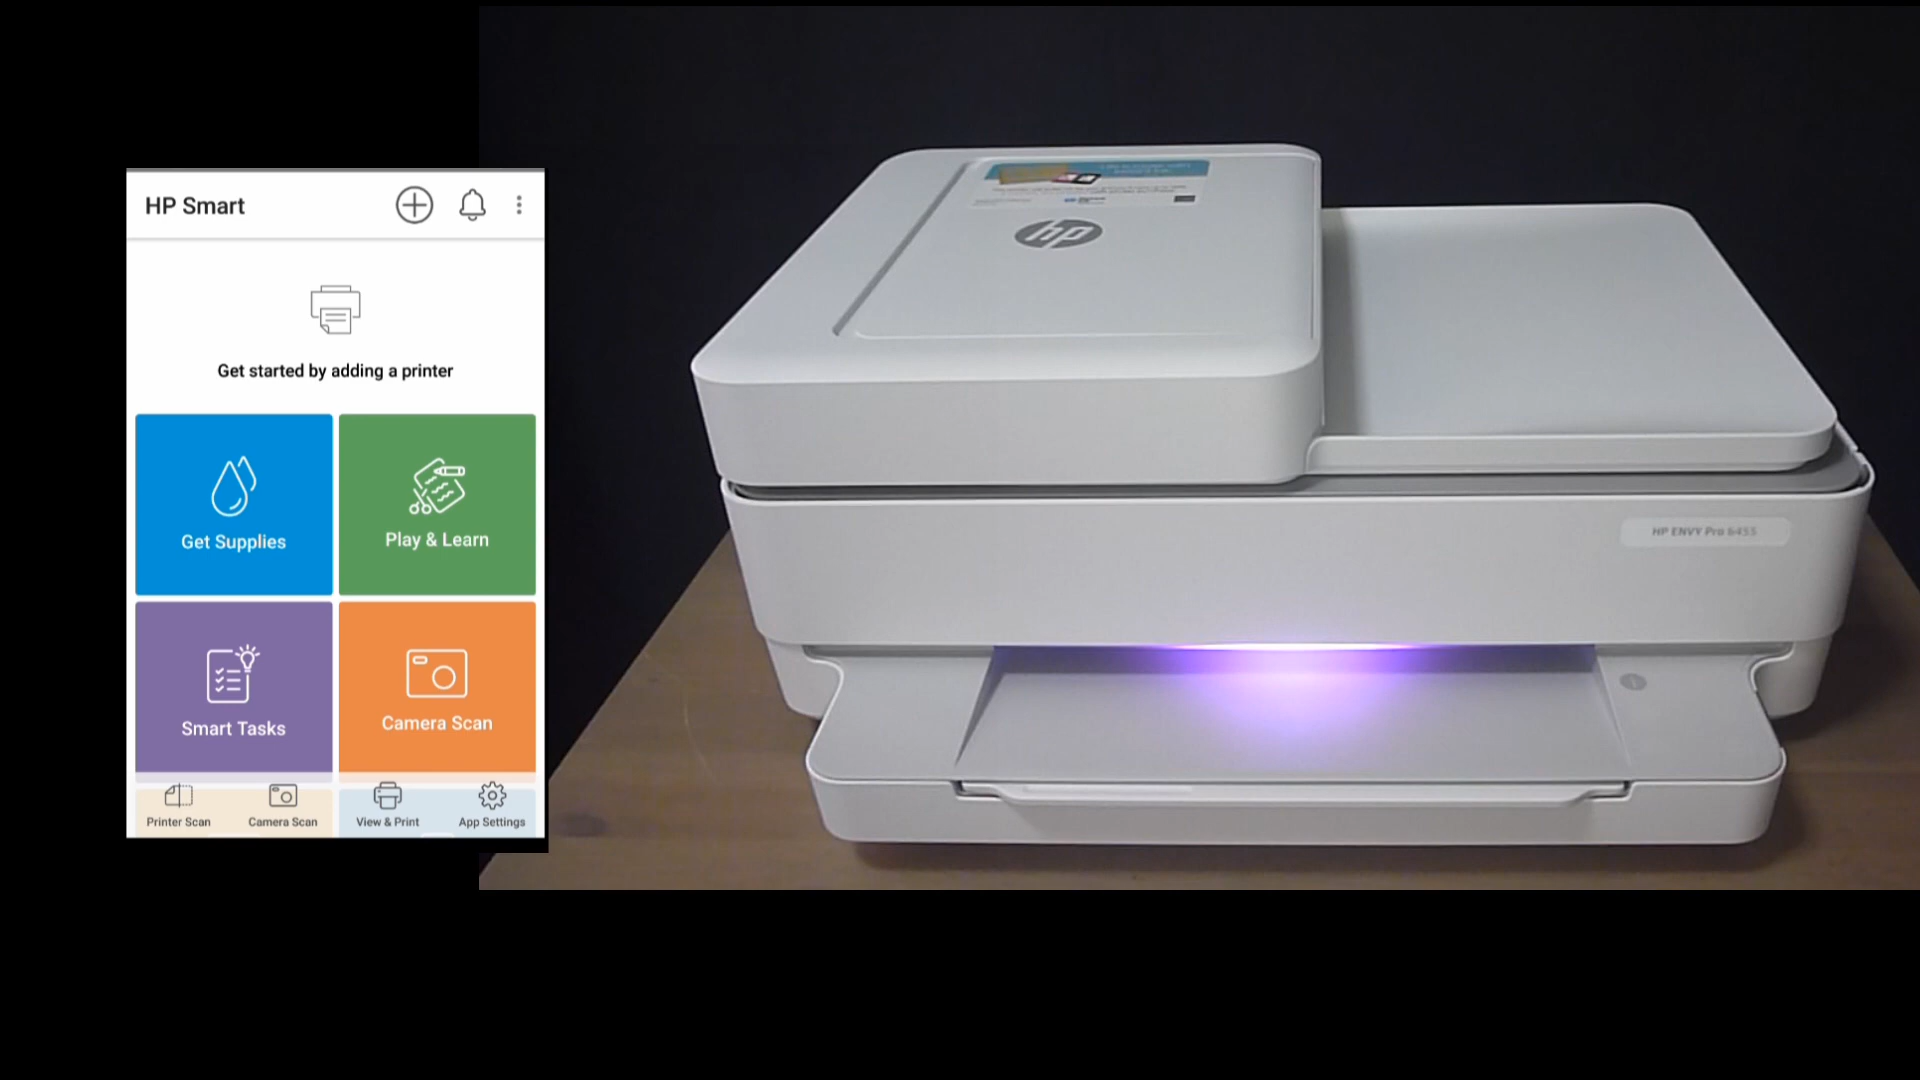 HP Smart
Get started by adding a printer
Get Supplies
Play & Learn
Smart Tasks
Camera Scan
Printer Scan
Camera Scan
View & Print
App Settings
hp
HP ENVY Pro 6455